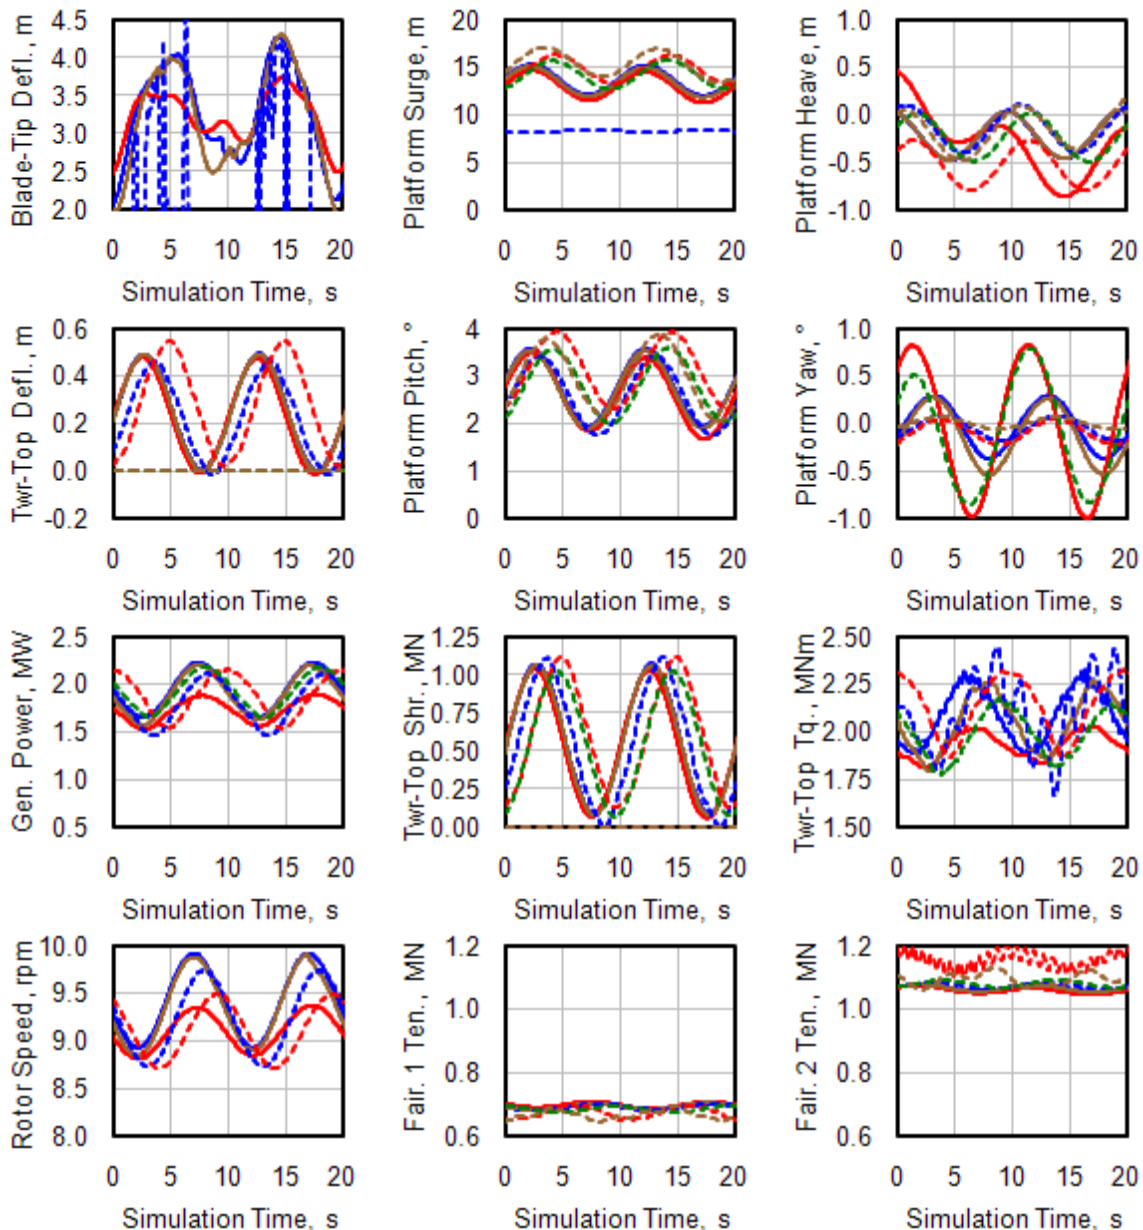 Blade-Tip Defl., m
4.5
4.0
3.5
3.0
2.5
2.0
0 5 10 15 20
Simulation Time, s
Platform Surge, m
20
15
10
5
0
0 5 10 15 20
Simulation Time, s
Platform Heave, m
1.0
0.5
0.0
-0.5
-1.0
0 5 10 15 20
Simulation Time, s
Twr-Top Defl., m
0.6
0.4
0.2
0.0
-0.2
0 5 10 15 20
Simulation Time, s
Platform Pitch, °
4
3
2
1
0
0 5 10 15 20
Simulation Time, s
Platform Yaw, °
1.0
0.5
0.0
-0.5
-1.0
0 5 10 15 20
Simulation Time, s
Gen. Power, MW
2.5
2.0
1.5
1.0
0.5
0 5 10 15 20
Simulation Time, s
Twr-Top Shr., MN
1.25
1.00
0.75
0.50
0.25
0.00
0 5 10 15 20
Simulation Time, s
Twr-Top Tq., MNm
2.50
2.25
2.00
1.75
1.50
0 5 10 15 20
Simulation Time, s
Rotor Speed, rpm
10.0
9.5
9.0
8.5
8.0
0 5 10 15 20
Simulation Time, s
Fair. 1 Ten., MN
1.2
1.0
0.8
0.6
0 5 10 15 20
Simulation Time, s
Fair. 2 Ten., MN
1.2
1.0
0.8
0.6
0 5 10 15 20
Simulation Time, s